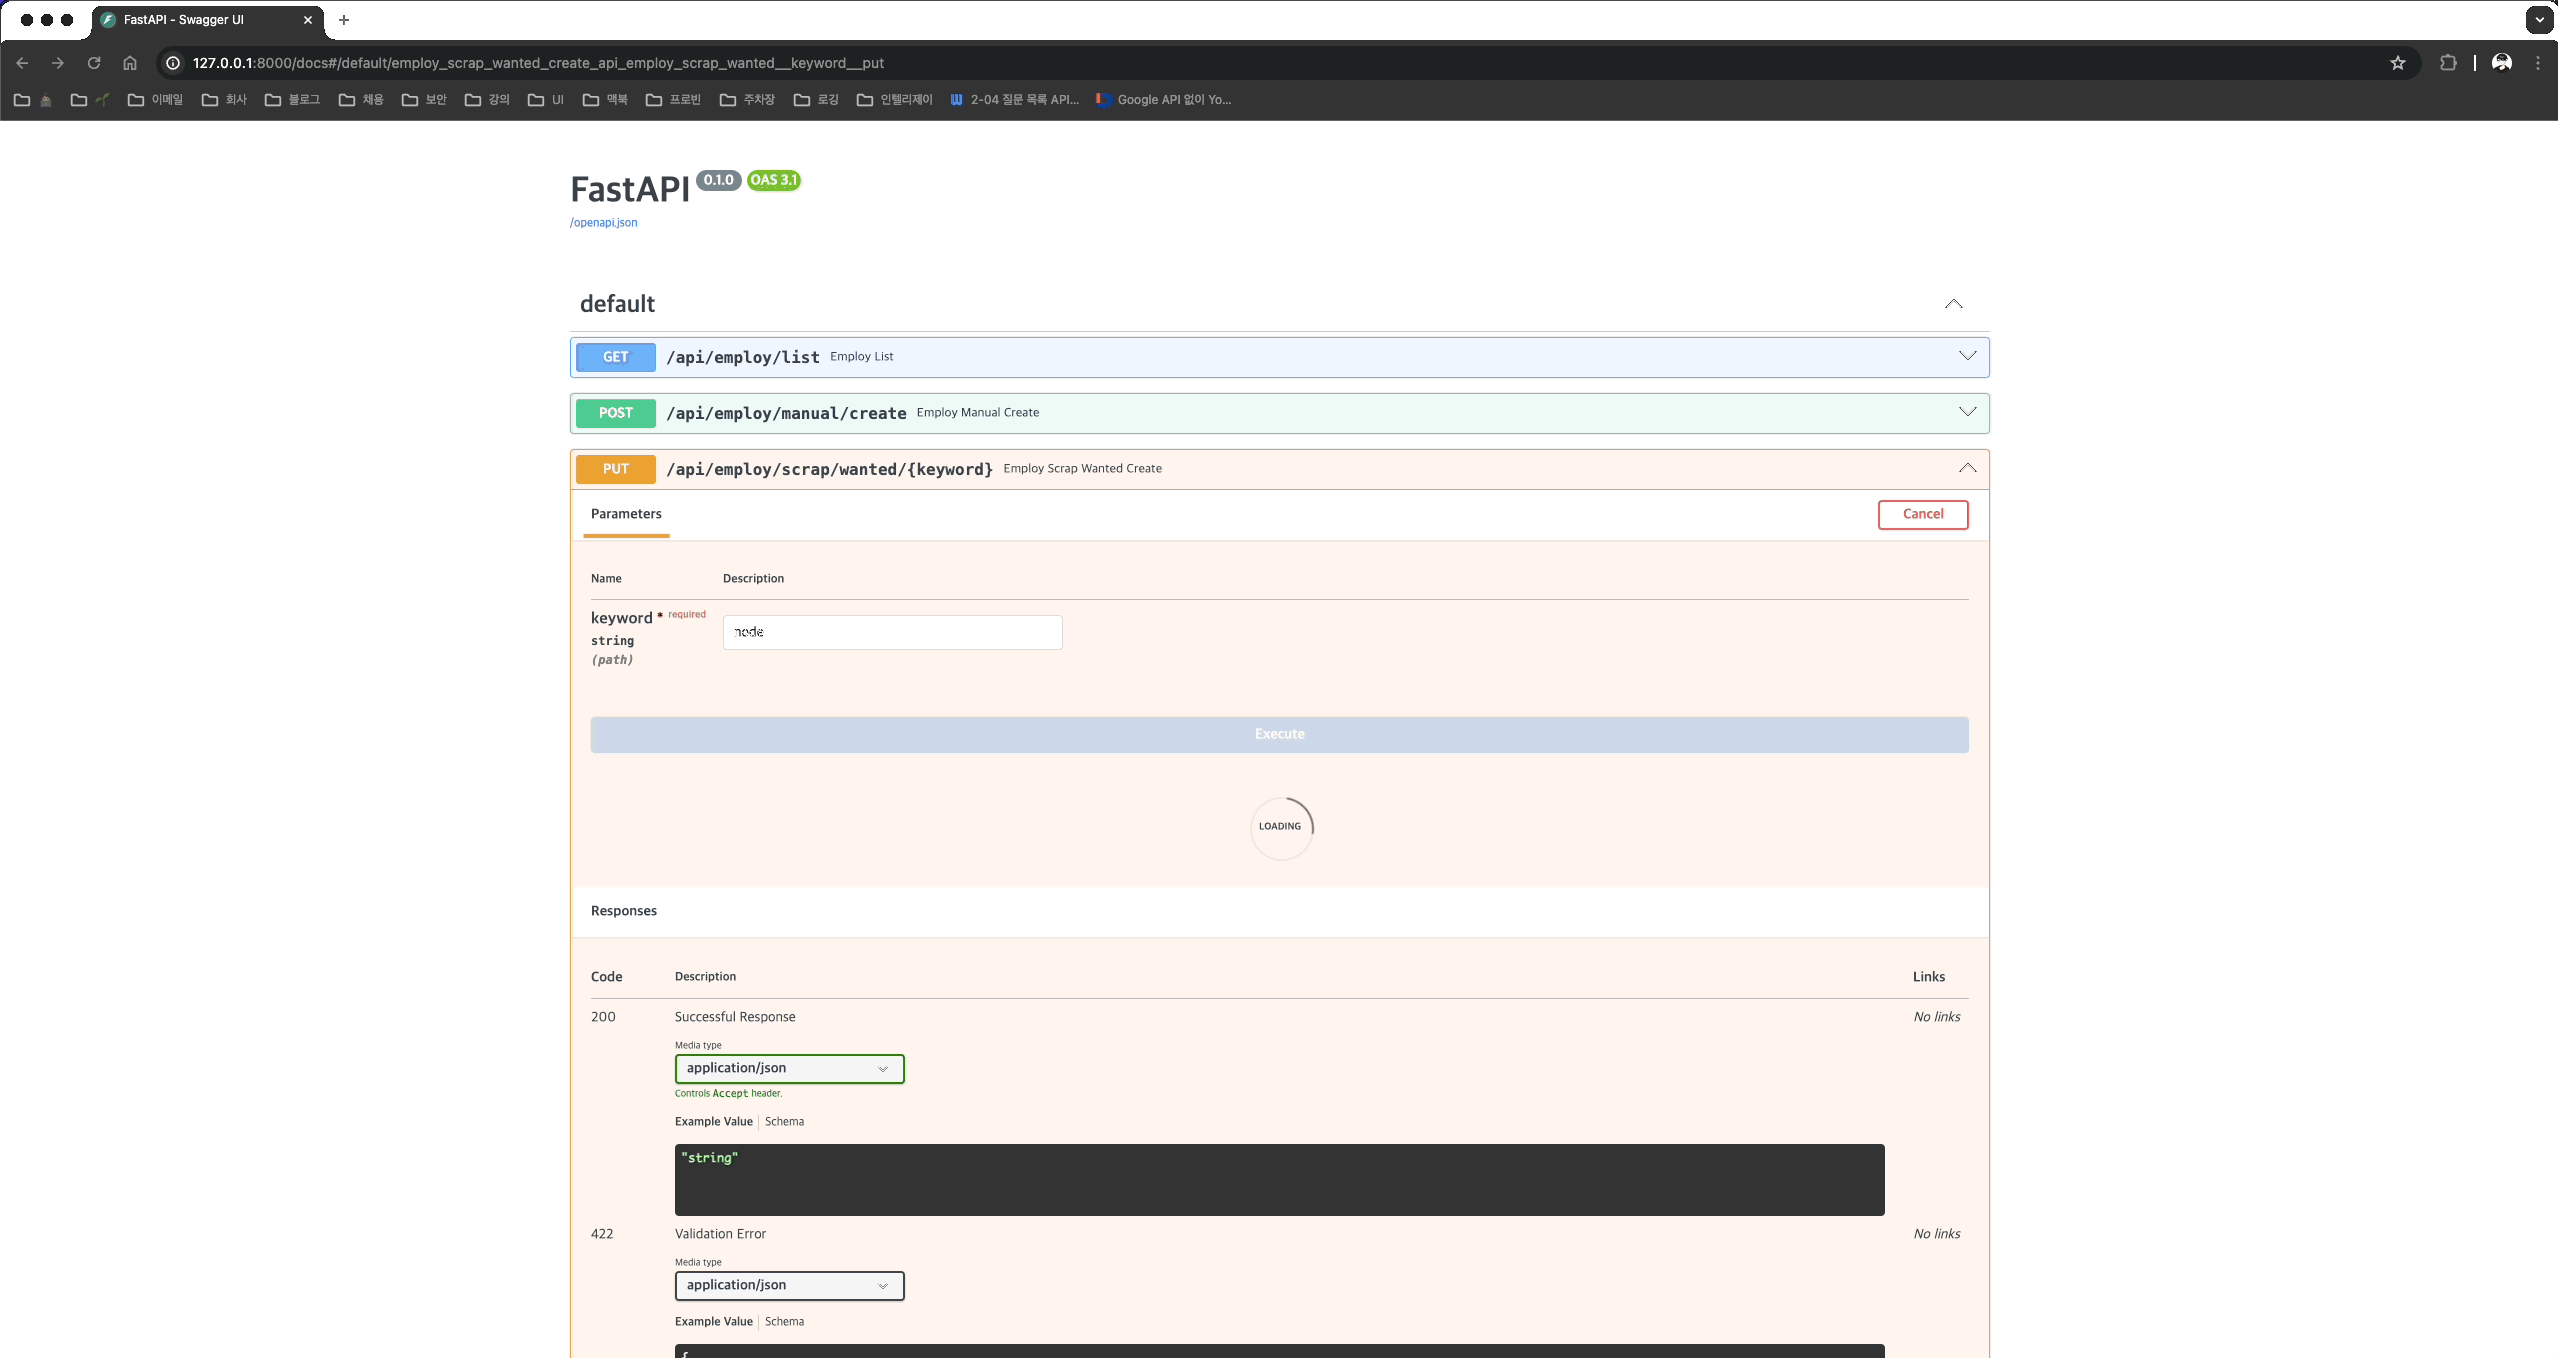 FastAPI - Swagger UI
127.0.0.1:8000/docs#/default/employ_scrap_wanted_create_api_employ_scrap_wanted__keyword__put
이메일 회사 블로그 채용 보안 강의 UI 맥북 프로빈 주차장 로깅 인텔리제이 2-04 질문 목록 API... Google API 없이 Yo...
FastAPI 0.1.0 OAS 3.1
/openapi.json
default
GET /api/employ/list Employ List
POST /api/employ/manual/create Employ Manual Create
PUT /api/employ/scrap/wanted/{keyword} Employ Scrap Wanted Create
Parameters Cancel
Name Description
keyword * required
string
(path)
node
Execute
LOADING
Responses
Code Description Links
200 Successful Response No links
Media type
application/json
Controls Accept header.
Example Value Schema
"string"
422 Validation Error No links
Media type
application/json
Example Value Schema
{